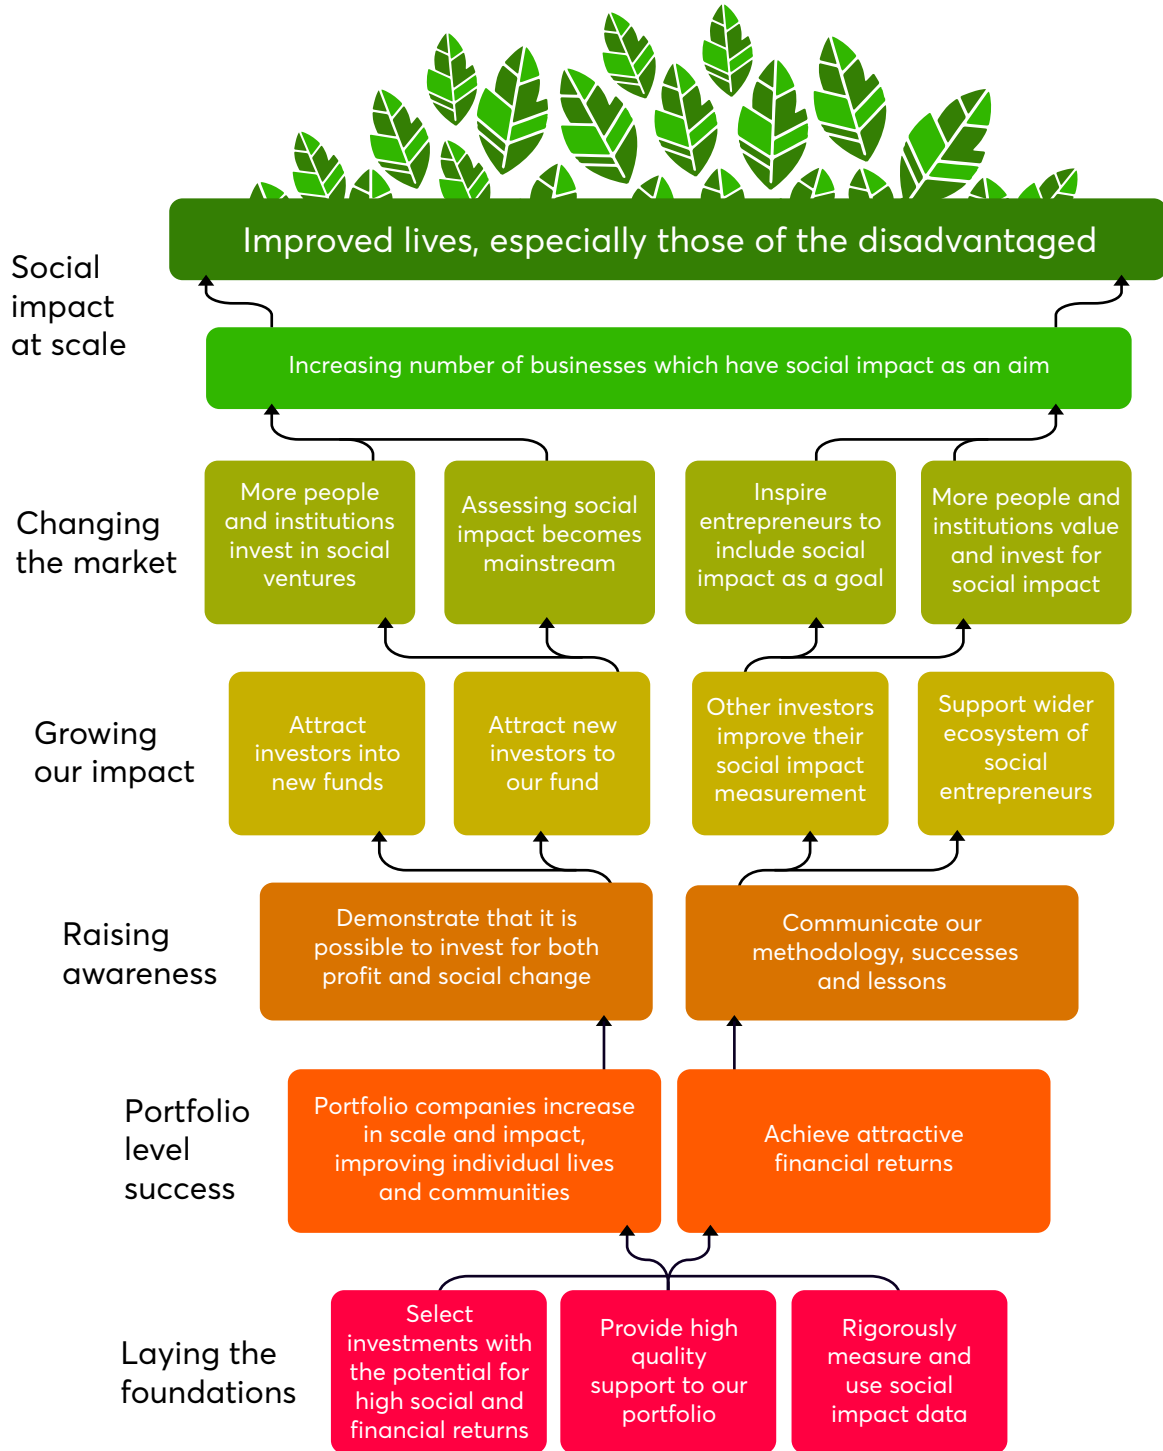 Improved lives, especially those of the disadvantaged
Social
impact
at scale
Increasing number of businesses which have social impact as an aim
Changing
the market
More people
and institutions
invest in social
ventures
Assessing social
impact becomes
mainstream
Inspire
entrepreneurs to
include social
impact as a goal
More people and
institutions value
and invest for
social impact
Growing
our impact
Attract
investors into
new funds
Attract new
investors to
our fund
Other investors
improve their
social impact
measurement
Support wider
ecosystem of
social
entrepreneurs
Raising
awareness
Demonstrate that it is
possible to invest for both
profit and social change
Communicate our
methodology, successes
and lessons
Portfolio
level
success
Portfolio companies increase
in scale and impact,
improving individual lives
and communities
Achieve attractive
financial returns
Laying the
foundations
Select
investments with
the potential for
high social and
financial returns
Provide high
quality
support to our
portfolio
Rigorously
measure and
use social
impact data